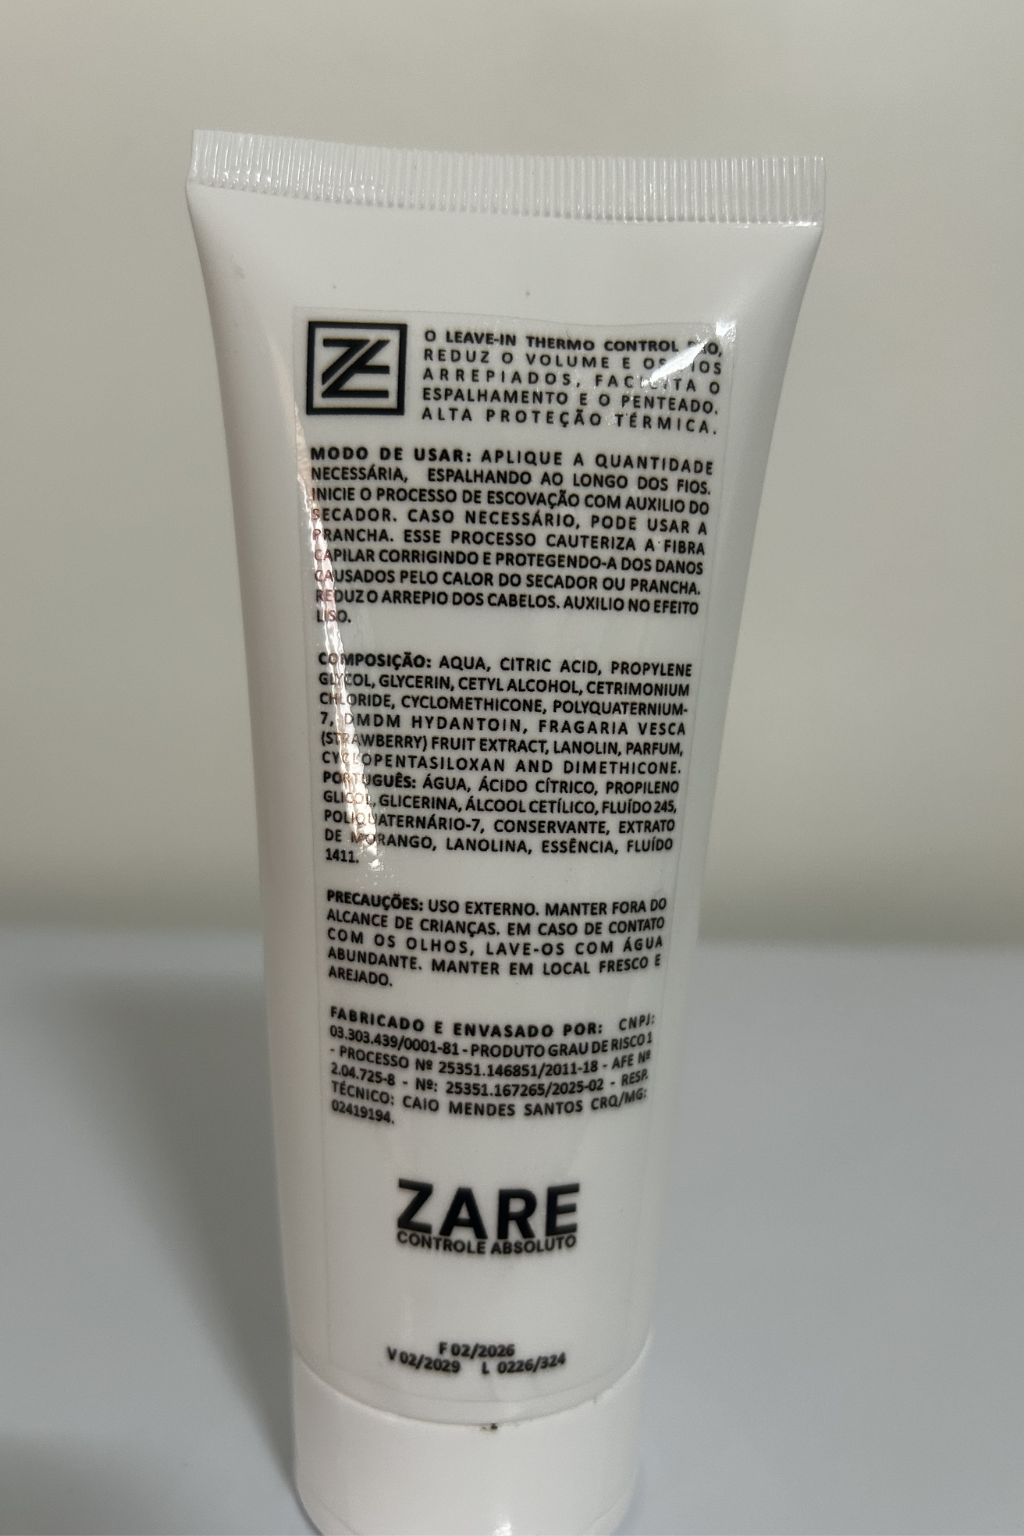 O LEAVE-IN THERMO CONTROL PRO,
REDUZ O VOLUME E OS FIOS
ARREPIADOS, FACILITA O
ESPALHAMENTO E O PENTEADO.
ALTA PROTEÇÃO TÉRMICA.
MODO DE USAR: APLIQUE A QUANTIDADE
NECESSÁRIA, ESPALHANDO AO LONGO DOS FIOS.
INICIE O PROCESSO DE ESCOVAÇÃO COM AUXILIO DO
SECADOR. CASO NECESSÁRIO, PODE USAR A
PRANCHA. ESSE PROCESSO CAUTERIZA A FIBRA
CAPILAR CORRIGINDO E PROTEGENDO-A DOS DANOS
CAUSADOS PELO CALOR DO SECADOR OU PRANCHA.
REDUZ O ARREPIO DOS CABELOS. AUXILIO NO EFEITO
LISO.
COMPOSIÇÃO: AQUA, CITRIC ACID, PROPYLENE
GLYCOL, GLYCERIN, CETYL ALCOHOL, CETRIMONIUM
CHLORIDE, CYCLOMETHICONE, POLYQUATERNIUM-
7, DMDM HYDANTOIN, FRAGARIA VESCA
(STRAWBERRY) FRUIT EXTRACT, LANOLIN, PARFUM,
CYCLOPENTASILOXAN AND DIMETHICONE.
PORTUGUÊS: ÁGUA, ÁCIDO CÍTRICO, PROPILENO
GLICOL, GLICERINA, ÁLCOOL CETÍLICO, FLUÍDO 245,
POLIQUATERNÁRIO-7, CONSERVANTE, EXTRATO
DE MORANGO, LANOLINA, ESSÊNCIA, FLUÍDO
1411.
PRECAUÇÕES: USO EXTERNO. MANTER FORA DO
ALCANCE DE CRIANÇAS. EM CASO DE CONTATO
COM OS OLHOS, LAVE-OS COM ÁGUA
ABUNDANTE. MANTER EM LOCAL FRESCO E
AREJADO.
FABRICADO E ENVASADO POR: CNPJ:
03.303.439/0001-81 - PRODUTO GRAU DE RISCO 1
- PROCESSO Nº 25351.146851/2011-18 - AFE Nº
2.04.725-8 - Nº: 25351.167265/2025-02 - RESP.
TÉCNICO: CAIO MENDES SANTOS CRQ/MG:
02419194.
ZARE
CONTROLE ABSOLUTO
F 02/2026
V 02/2029 L 0226/324